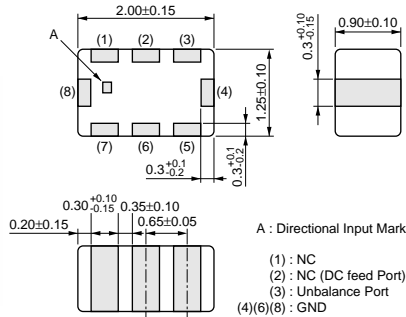 2.00±0.15
A
(1) (2) (3)
(8)
(4)
(7) (6) (5)
1.25±0.10
0.3+0.1-0.2
0.3+0.1-0.2
0.90±0.10
0.3+0.10-0.15
0.30+0.10-0.15
0.35±0.10
0.20±0.15
0.65±0.05
A : Directional Input Mark
(1) : NC
(2) : NC (DC feed Port)
(3) : Unbalance Port
(4)(6)(8) : GND